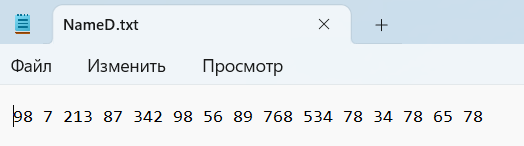 NameD.txt
Файл Изменить Просмотр
98 7 213 87 342 98 56 89 768 534 78 34 78 65 78